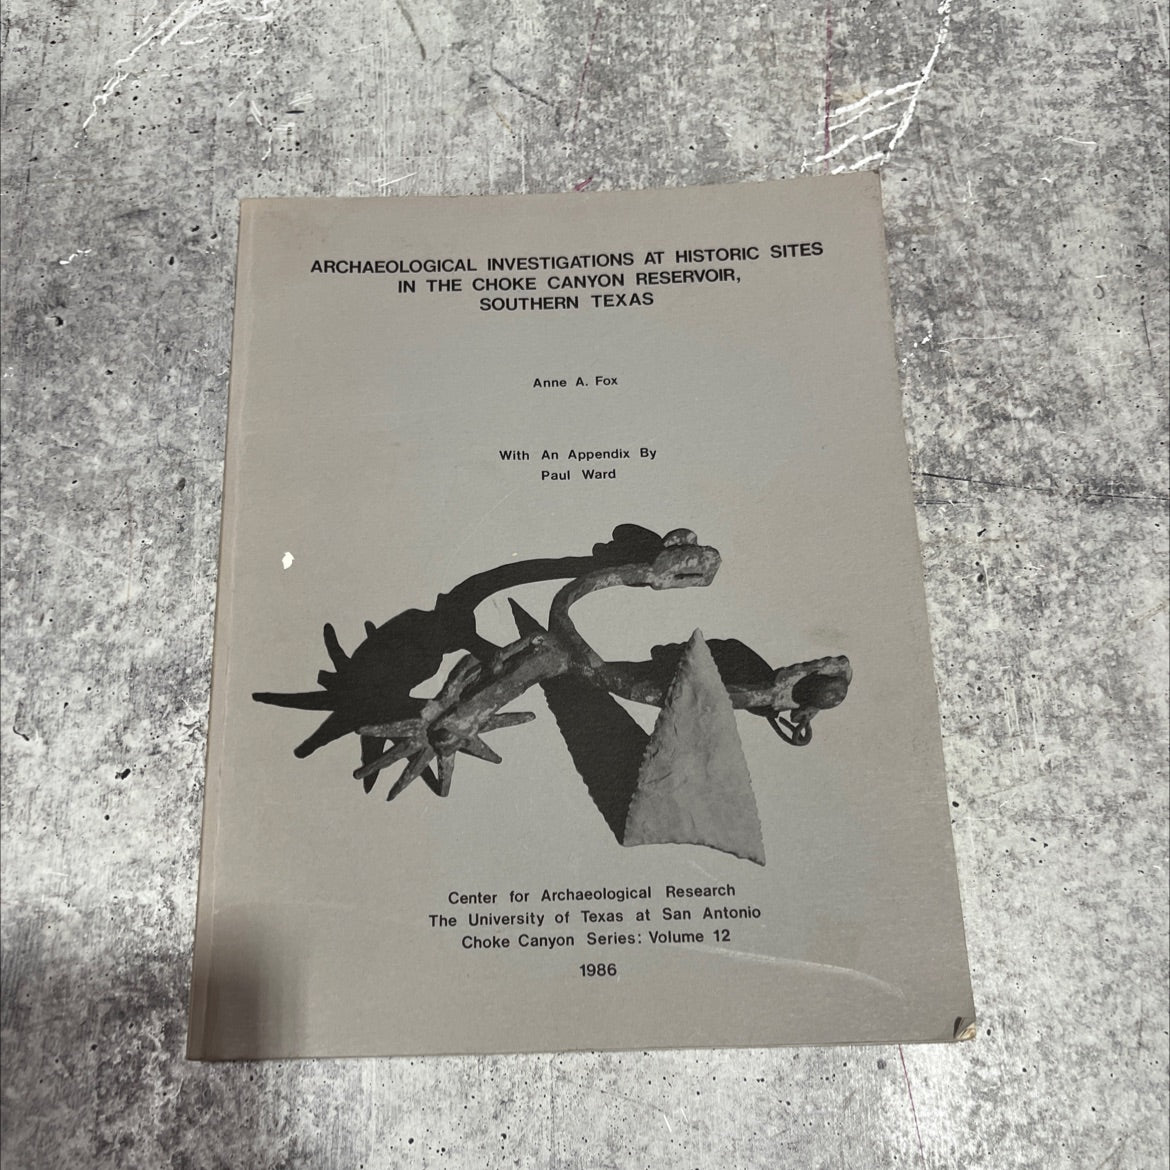 ARCHAEOLOGICAL INVESTIGATIONS AT HISTORIC SITES
IN THE CHOKE CANYON RESERVOIR,
SOUTHERN TEXAS
Anne A. Fox
With An Appendix By
Paul Ward
Center for Archaeological Research
The University of Texas at San Antonio
Choke Canyon Series: Volume 12
1986